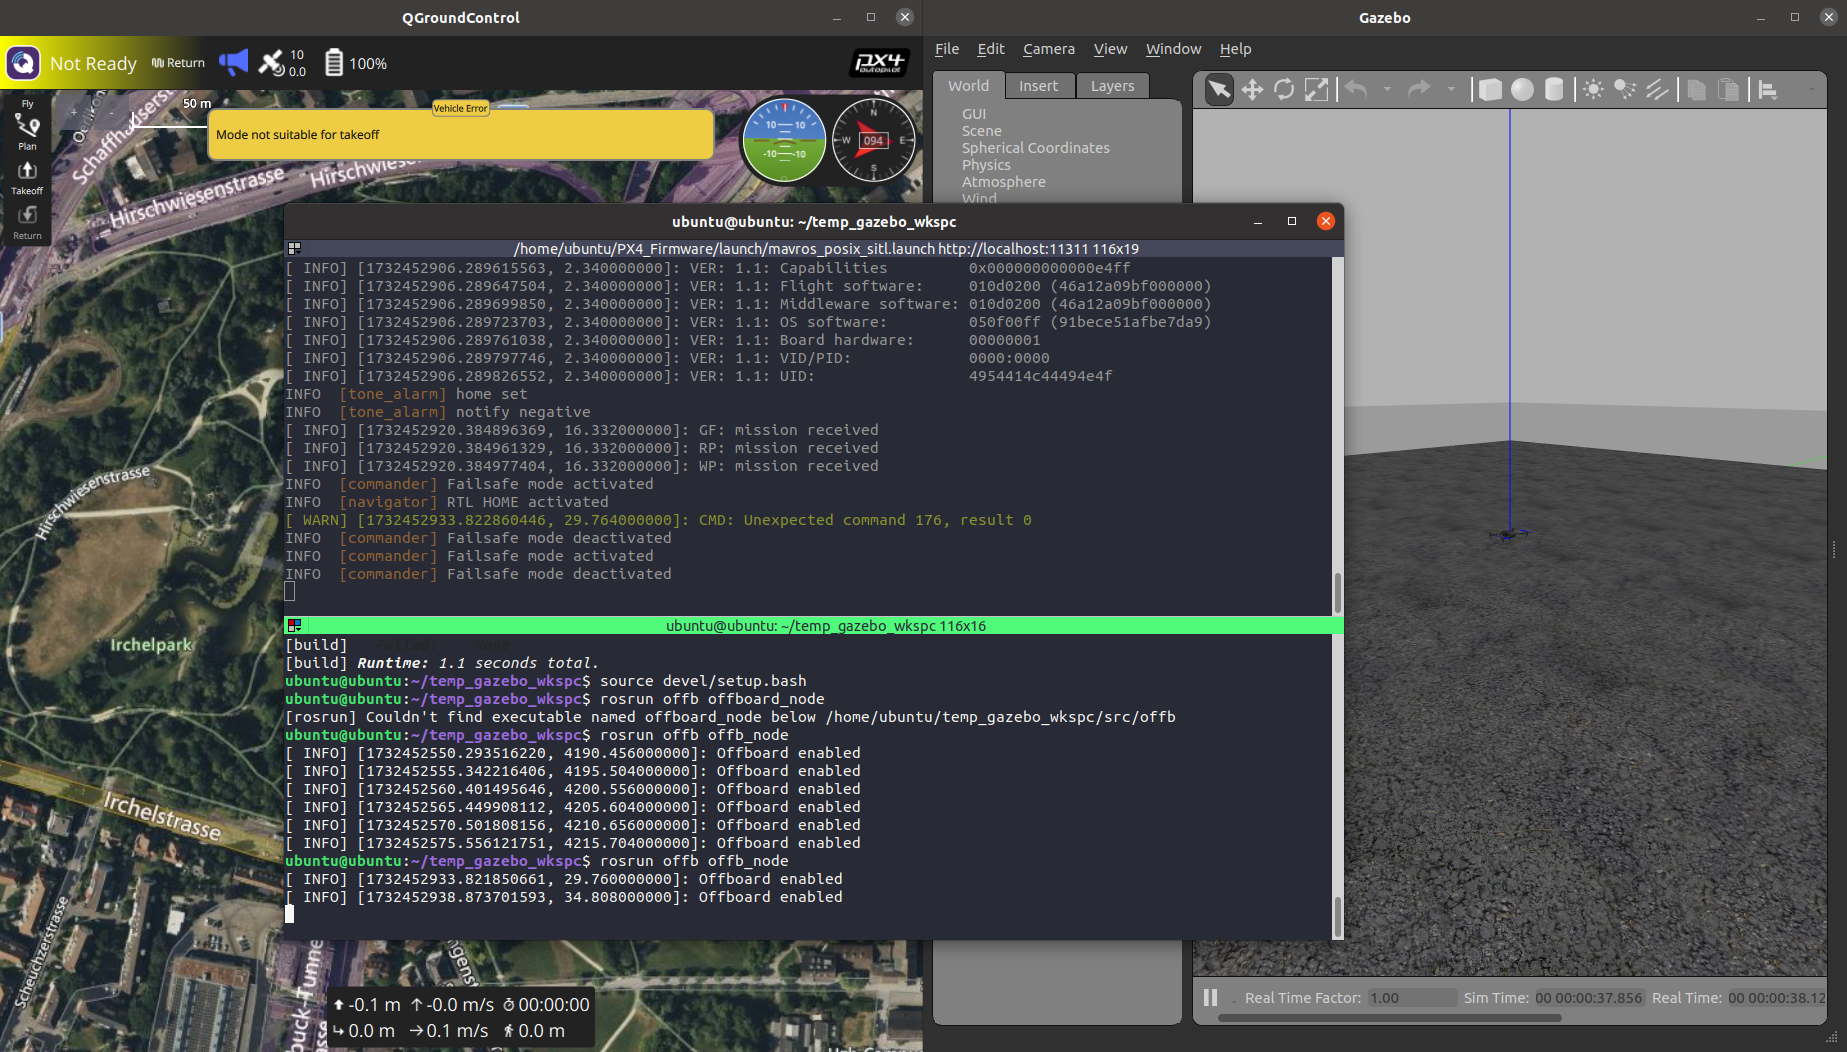 QGroundControl
Not Ready
Return
10
0.0
100%
px4
autopilot
Fly
Plan
Takeoff
Return
+
-
50 m
Schaffhauserstrasse
Hirschwiesenstrasse
Vehicle Error
Mode not suitable for takeoff
10 10
-10 -10
N
W 094 E
S
Hirschwiesenstrasse
Irchelpark
Irchelstrasse
Scheuchzerstrasse
-0.1 m -0.0 m/s 00:00:00
0.0 m 0.1 m/s 0.0 m
Gazebo
File Edit Camera View Window Help
World Insert Layers
GUI
Scene
Spherical Coordinates
Physics
Atmosphere
Wind
Real Time Factor: 1.00 Sim Time: 00 00:00:37.856 Real Time: 00 00:00:38.12
ubuntu@ubuntu: ~/temp_gazebo_wkspc
/home/ubuntu/PX4_Firmware/launch/mavros_posix_sitl.launch http://localhost:11311 116x19
[ INFO] [1732452906.289615563, 2.340000000]: VER: 1.1: Capabilities 0x000000000000e4ff
[ INFO] [1732452906.289647504, 2.340000000]: VER: 1.1: Flight software: 010d0200 (46a12a09bf000000)
[ INFO] [1732452906.289699850, 2.340000000]: VER: 1.1: Middleware software: 010d0200 (46a12a09bf000000)
[ INFO] [1732452906.289723703, 2.340000000]: VER: 1.1: OS software: 050f00ff (91bece51afbe7da9)
[ INFO] [1732452906.289761038, 2.340000000]: VER: 1.1: Board hardware: 00000001
[ INFO] [1732452906.289797746, 2.340000000]: VER: 1.1: VID/PID: 0000:0000
[ INFO] [1732452906.289826552, 2.340000000]: VER: 1.1: UID: 4954414c44494e4f
INFO [tone_alarm] home set
INFO [tone_alarm] notify negative
[ INFO] [1732452920.384896369, 16.332000000]: GF: mission received
[ INFO] [1732452920.384961329, 16.332000000]: RP: mission received
[ INFO] [1732452920.384977404, 16.332000000]: WP: mission received
INFO [commander] Failsafe mode activated
INFO [navigator] RTL HOME activated
[ WARN] [1732452933.822860446, 29.764000000]: CMD: Unexpected command 176, result 0
INFO [commander] Failsafe mode deactivated
INFO [commander] Failsafe mode activated
INFO [commander] Failsafe mode deactivated
ubuntu@ubuntu: ~/temp_gazebo_wkspc 116x16
[build] Failed: None.
[build] Runtime: 1.1 seconds total.
ubuntu@ubuntu:~/temp_gazebo_wkspc$ source devel/setup.bash
ubuntu@ubuntu:~/temp_gazebo_wkspc$ rosrun offb offboard_node
[rosrun] Couldn't find executable named offboard_node below /home/ubuntu/temp_gazebo_wkspc/src/offb
ubuntu@ubuntu:~/temp_gazebo_wkspc$ rosrun offb offb_node
[ INFO] [1732452550.293516220, 4190.456000000]: Offboard enabled
[ INFO] [1732452555.342216406, 4195.504000000]: Offboard enabled
[ INFO] [1732452560.401495646, 4200.556000000]: Offboard enabled
[ INFO] [1732452565.449908112, 4205.604000000]: Offboard enabled
[ INFO] [1732452570.501808156, 4210.656000000]: Offboard enabled
[ INFO] [1732452575.556121751, 4215.704000000]: Offboard enabled
ubuntu@ubuntu:~/temp_gazebo_wkspc$ rosrun offb offb_node
[ INFO] [1732452933.821850661, 29.760000000]: Offboard enabled
[ INFO] [1732452938.873701593, 34.808000000]: Offboard enabled